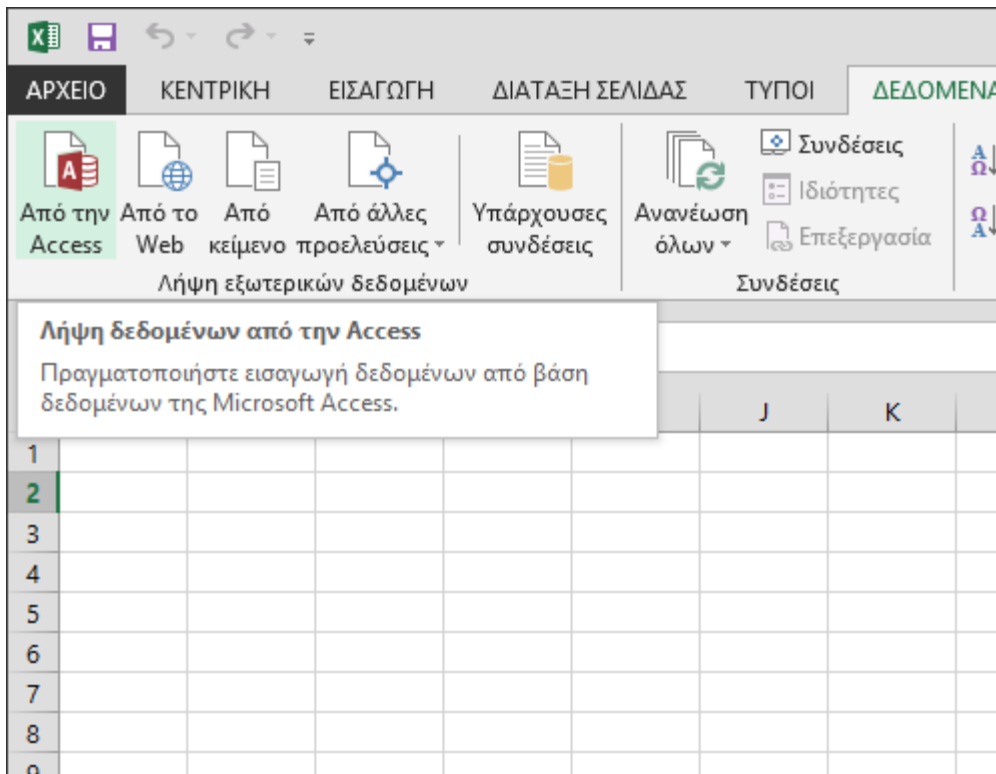 ΑΡΧΕΙΟ ΚΕΝΤΡΙΚΗ ΕΙΣΑΓΩΓΗ ΔΙΑΤΑΞΗ ΣΕΛΙΔΑΣ ΤΥΠΟΙ ΔΕΔΟΜΕΝΑ
Από την Access
Από το Web
Από κείμενο
Από άλλες προελεύσεις
Υπάρχουσες συνδέσεις
Ανανέωση όλων
Συνδέσεις
Ιδιότητες
Επεξεργασία
Λήψη εξωτερικών δεδομένων
Συνδέσεις
Λήψη δεδομένων από την Access
Πραγματοποιήστε εισαγωγή δεδομένων από βάση
δεδομένων της Microsoft Access.
J K
1
2
3
4
5
6
7
8
9